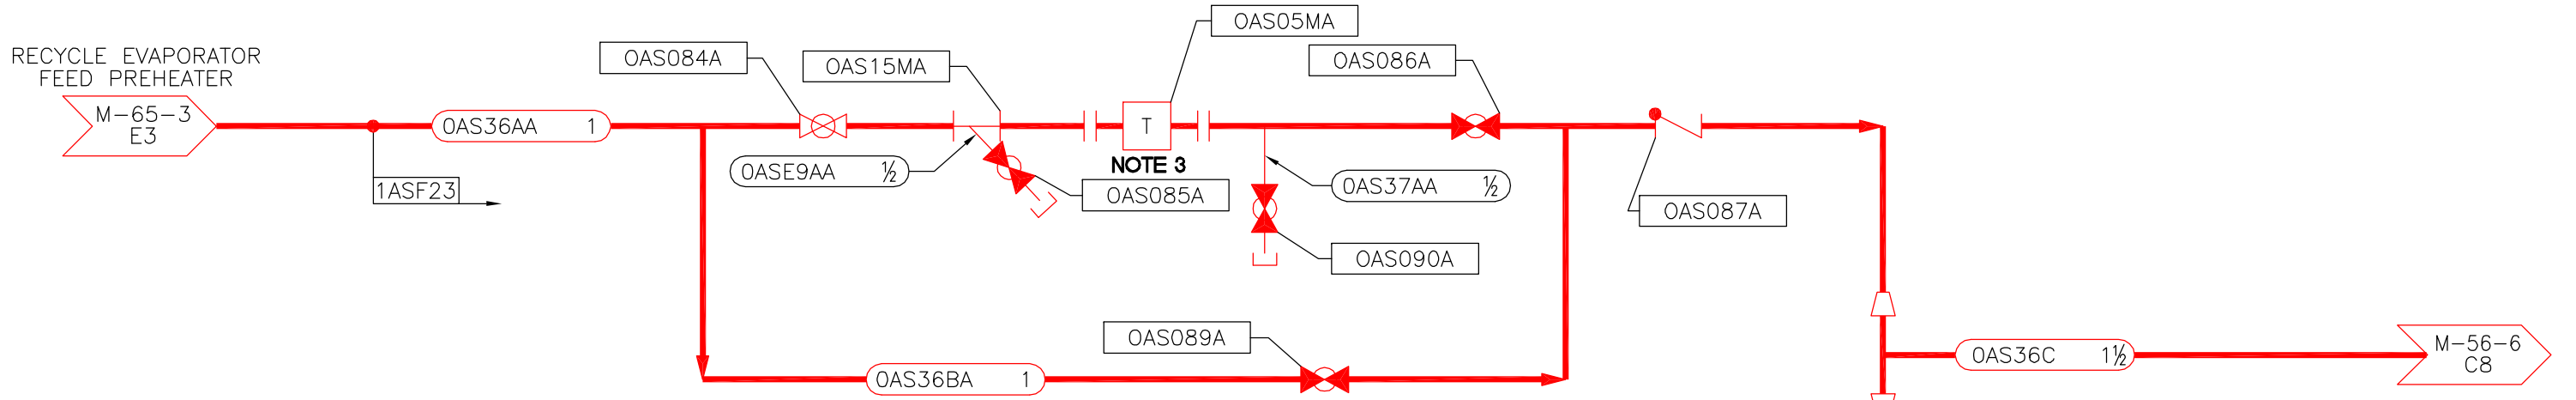 RECYCLE EVAPORATOR
FEED PREHEATER
M-65-3
E3
0AS36AA 1
1ASF23
0AS084A
0AS15MA
0AS05MA
0AS086A
T
NOTE 3
0ASE9AA ½
0AS085A
0AS37AA ½
0AS090A
0AS087A
0AS089A
0AS36BA 1
0AS36C 1½
M-56-6
C8